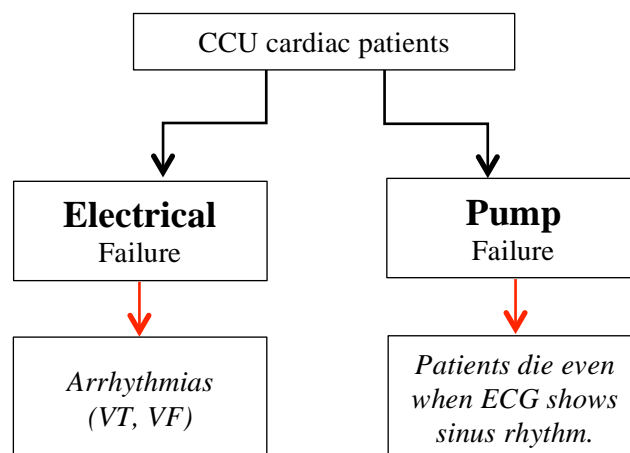 CCU cardiac patients
Electrical
Failure
Pump
Failure
Arrhythmias
(VT, VF)
Patients die even
when ECG shows
sinus rhythm.